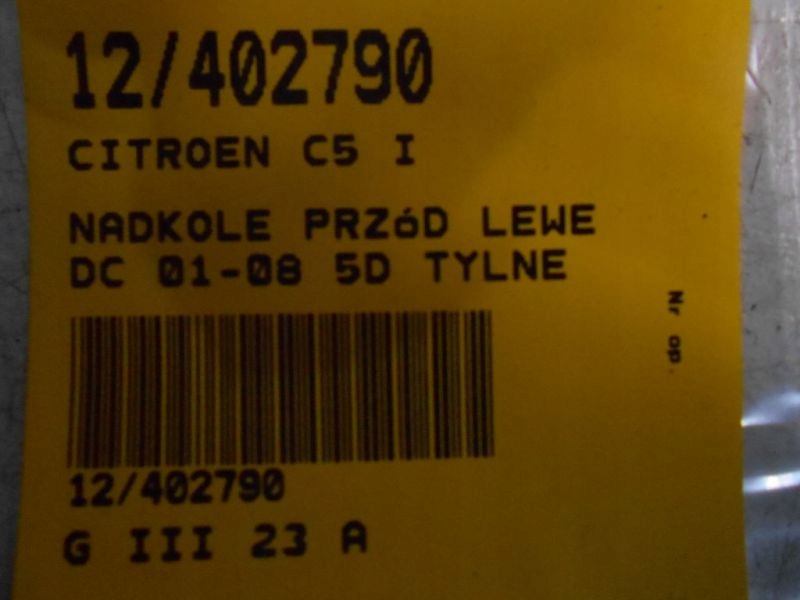 12/402790
CITROEN C5 I
NADKOLE PRZóD LEWE
DC 01-08 5D TYLNE
Nr op.
12/402790
G III 23 A